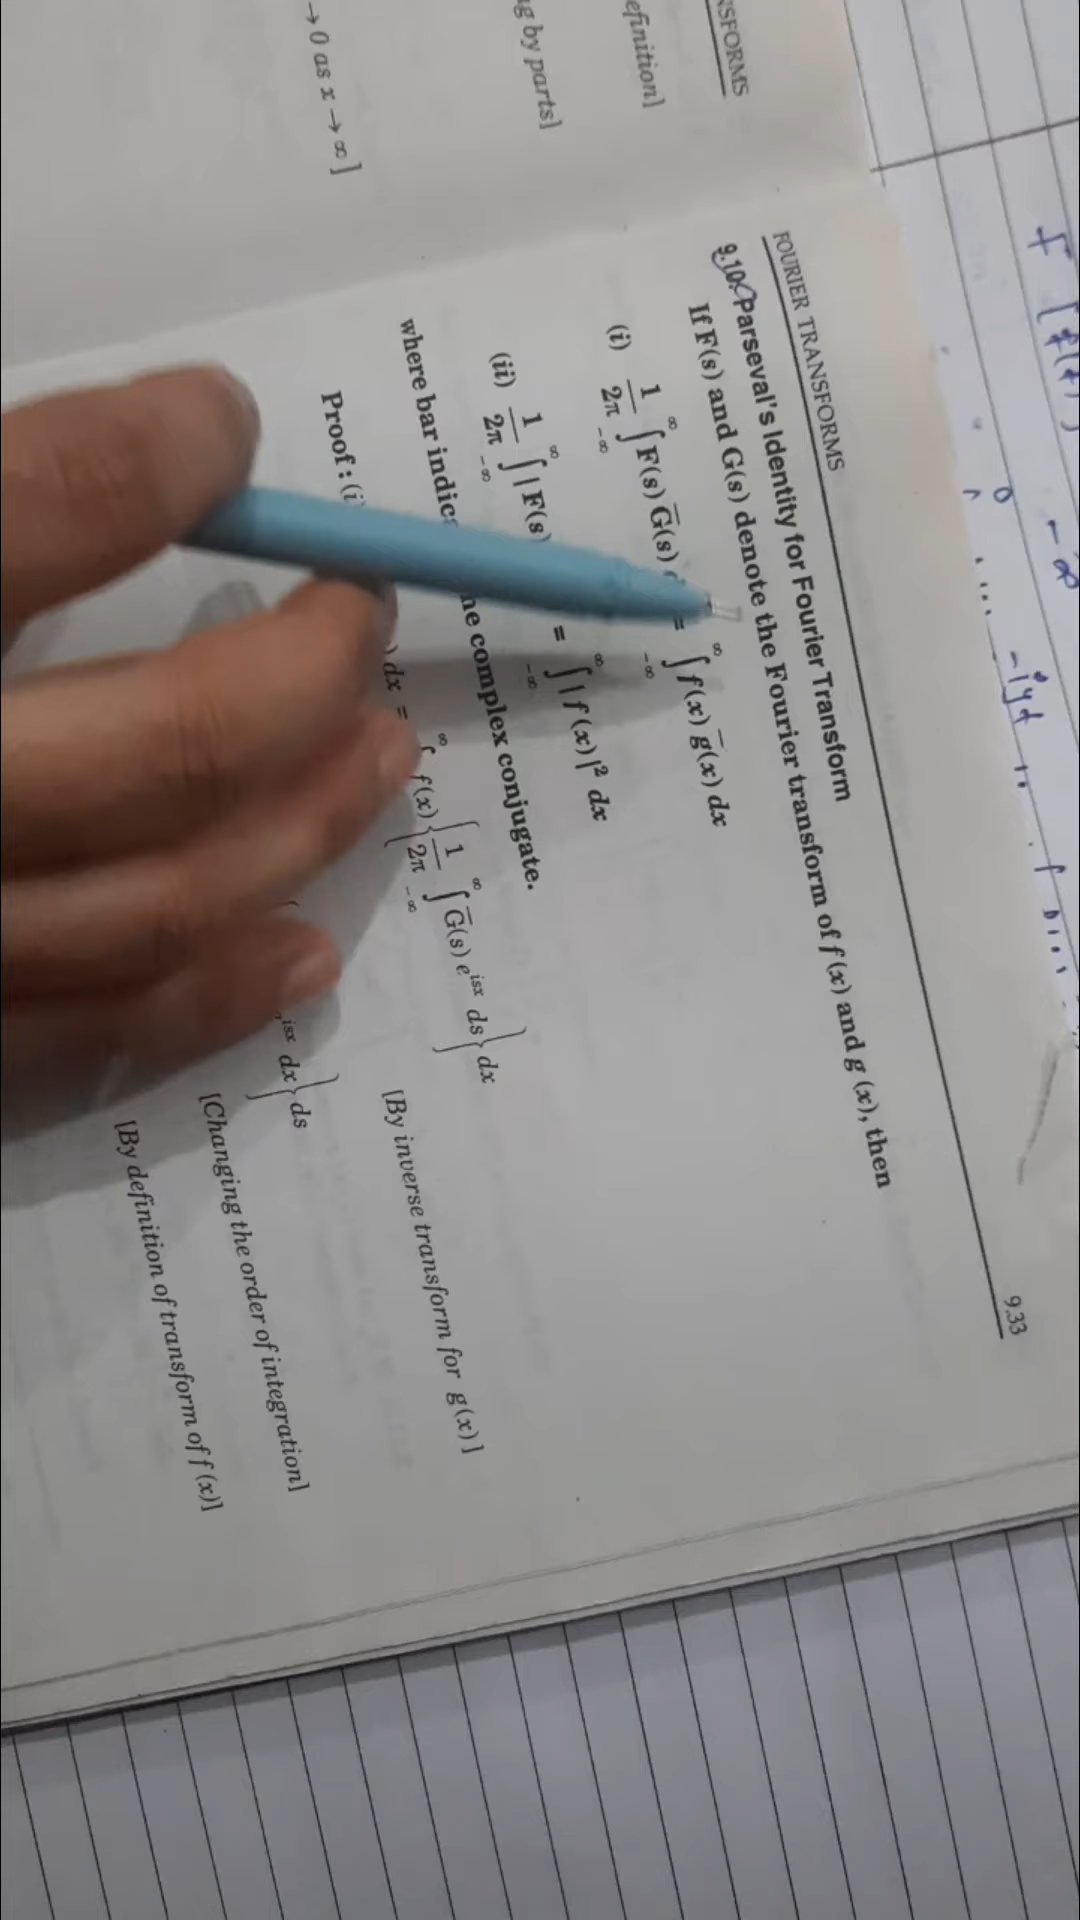 NSFORMS
efinition]
g by parts]
→ 0 as x → ∞ ]
FOURIER TRANSFORMS 9.33
9.10. Parseval's Identity for Fourier Transform
If F(s) and G(s) denote the Fourier transform of f (x) and g (x), then
(i) 1/2π ∫_{-∞}^{∞} F(s) G̅(s) = ∫_{-∞}^{∞} f(x) g̅(x) dx
(ii) 1/2π ∫_{-∞}^{∞} | F(s) = ∫_{-∞}^{∞} | f (x) |² dx
where bar indic he complex conjugate.
Proof : (i) ) dx = ∫_{-∞}^{∞} f(x) { 1/2π ∫_{-∞}^{∞} G̅(s) e^{isx} ds } dx
[By inverse transform for g(x)]
isx dx } ds
[Changing the order of integration]
[By definition of transform of f (x)]